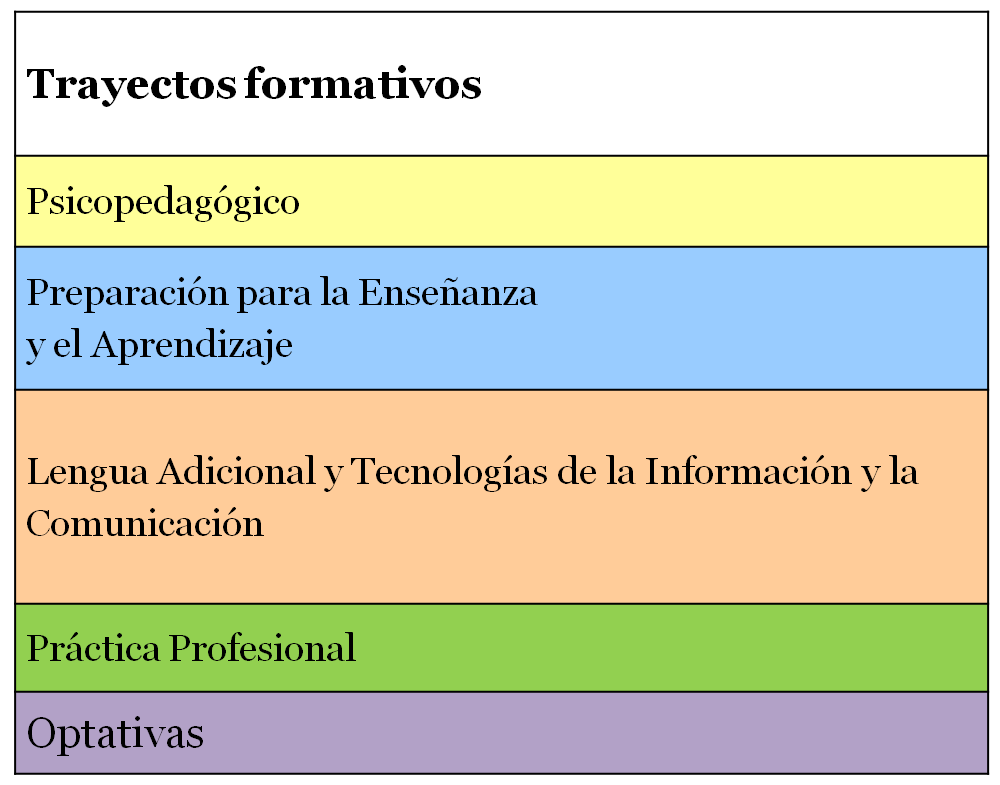 Trayectos formativos
Psicopedagógico
Preparación para la Enseñanza
y el Aprendizaje
Lengua Adicional y Tecnologías de la Información y la
Comunicación
Práctica Profesional
Optativas